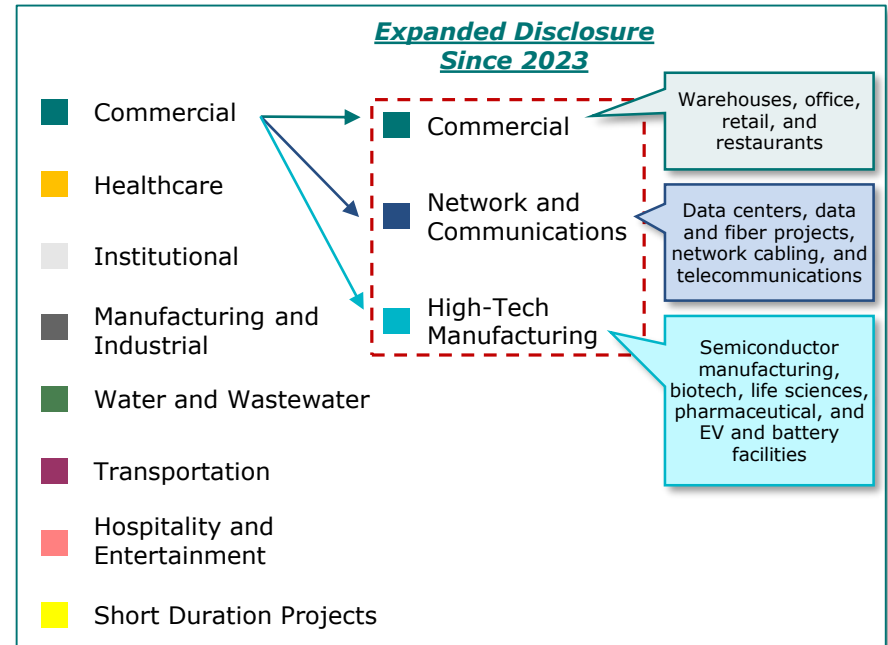 Expanded Disclosure
Since 2023
Commercial
Healthcare
Institutional
Manufacturing and
Industrial
Water and Wastewater
Transportation
Hospitality and
Entertainment
Short Duration Projects
Commercial
Network and
Communications
High-Tech
Manufacturing
Warehouses, office,
retail, and
restaurants
Data centers, data
and fiber projects,
network cabling, and
telecommunications
Semiconductor
manufacturing,
biotech, life sciences,
pharmaceutical, and
EV and battery
facilities